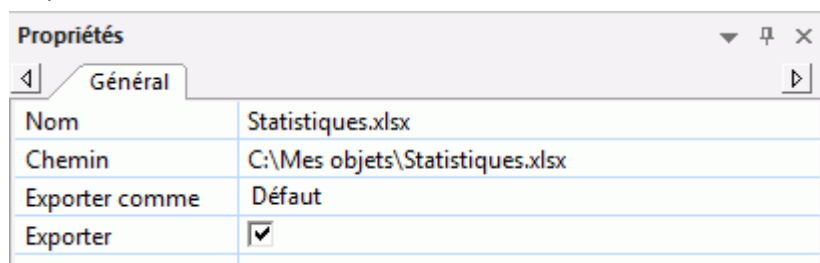 Propriétés
Général
Nom Statistiques.xlsx
Chemin C:\Mes objets\Statistiques.xlsx
Exporter comme Défaut
Exporter